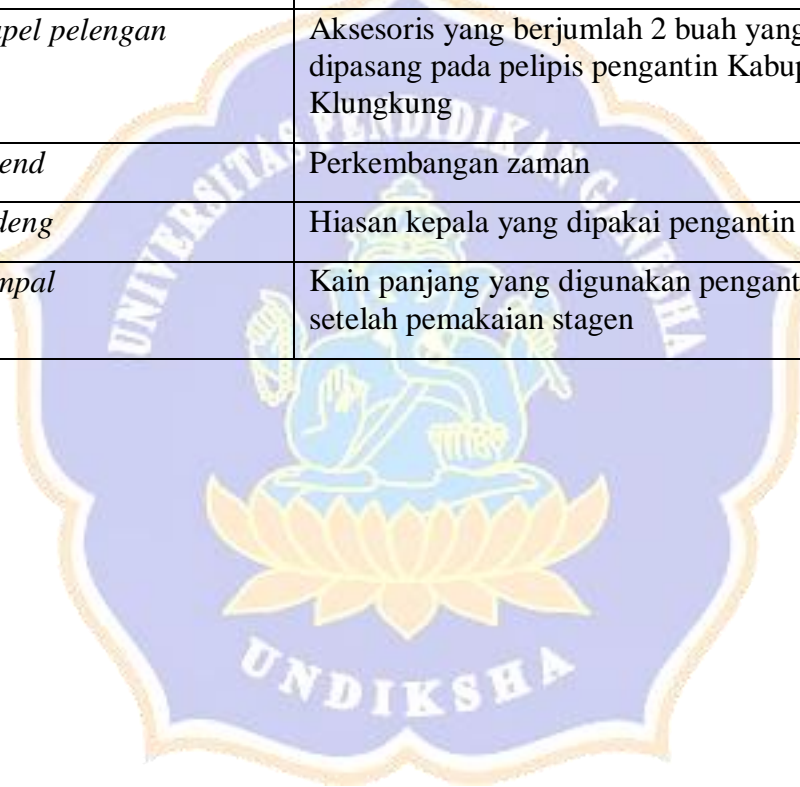 pel pelengan
Aksesoris yang berjumlah 2 buah yang
dipasang pada pelipis pengantin Kabup
Klungkung
end
Perkembangan zaman
deng
Hiasan kepala yang dipakai pengantin
mpal
Kain panjang yang digunakan pengant
setelah pemakaian stagen
UNIVERSITAS PENDIDIKAN GANESHA
UNDIKSHA